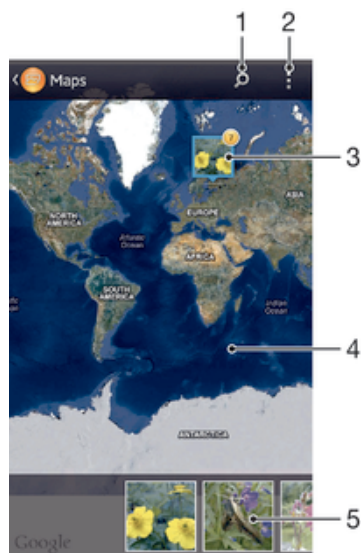 1 2
Maps
7
3
NORTH
AMERICA
EUROPE
ASIA
Atlantic
Ocean
AFRICA
SOUTH
AMERICA
Indian
Ocean
4
ANTARCTICA
5
Google